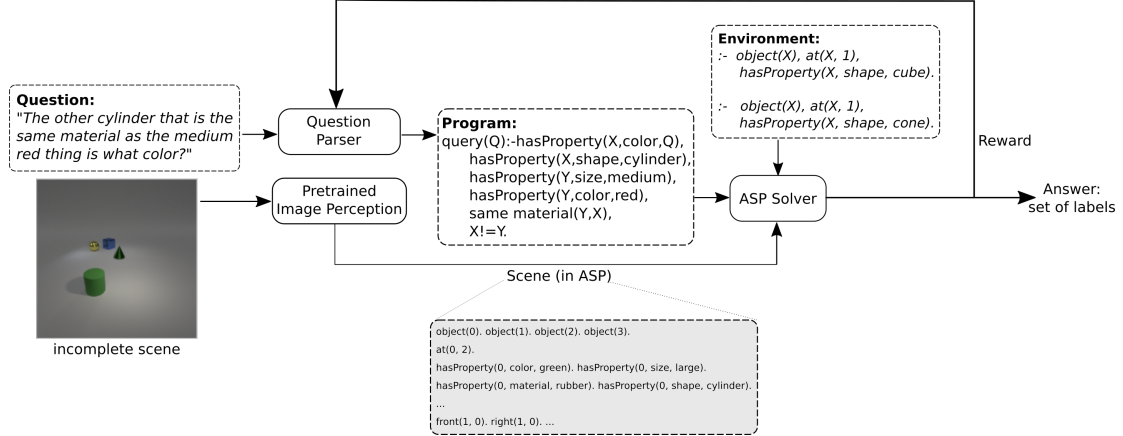 Environment:
:-  object(X), at(X, 1),
hasProperty(X, shape, cube).
:-  object(X), at(X, 1),
hasProperty(X, shape, cone).
Question:
"The other cylinder that is the
same material as the medium
red thing is what color?"
Question
Parser
Program:
query(Q):-hasProperty(X,color,Q),
hasProperty(X,shape,cylinder),
hasProperty(Y,size,medium),
hasProperty(Y,color,red),
same material(Y,X),
X!=Y.
Reward
Pretrained
Image Perception
ASP Solver
Answer:
set of labels
Scene (in ASP)
incomplete scene
object(0). object(1). object(2). object(3).
at(0, 2).
hasProperty(0, color, green). hasProperty(0, size, large).
hasProperty(0, material, rubber). hasProperty(0, shape, cylinder).
...
front(1, 0). right(1, 0). ...